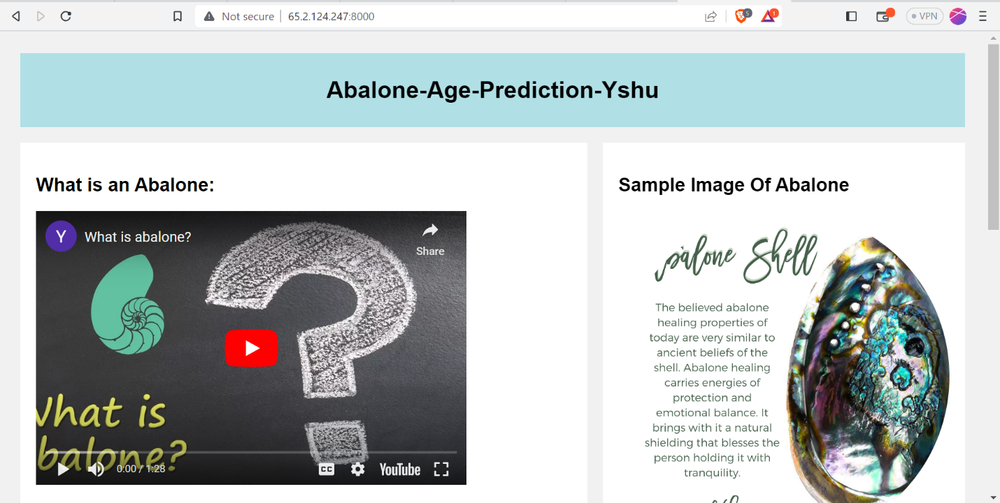 Not secure
65.2.124.247:8000
5
1
VPN
Abalone-Age-Prediction-Yshu
What is an Abalone:
Y
What is abalone?
Share
What is
balone?
0:00 / 1:28
CC
YouTube
Sample Image Of Abalone
Shell
The believed abalone
healing properties of
today are very similar to
ancient beliefs of the
shell. Abalone healing
carries energies of
protection and
emotional balance. It
brings with it a natural
shielding that blesses the
person holding it with
tranquility.